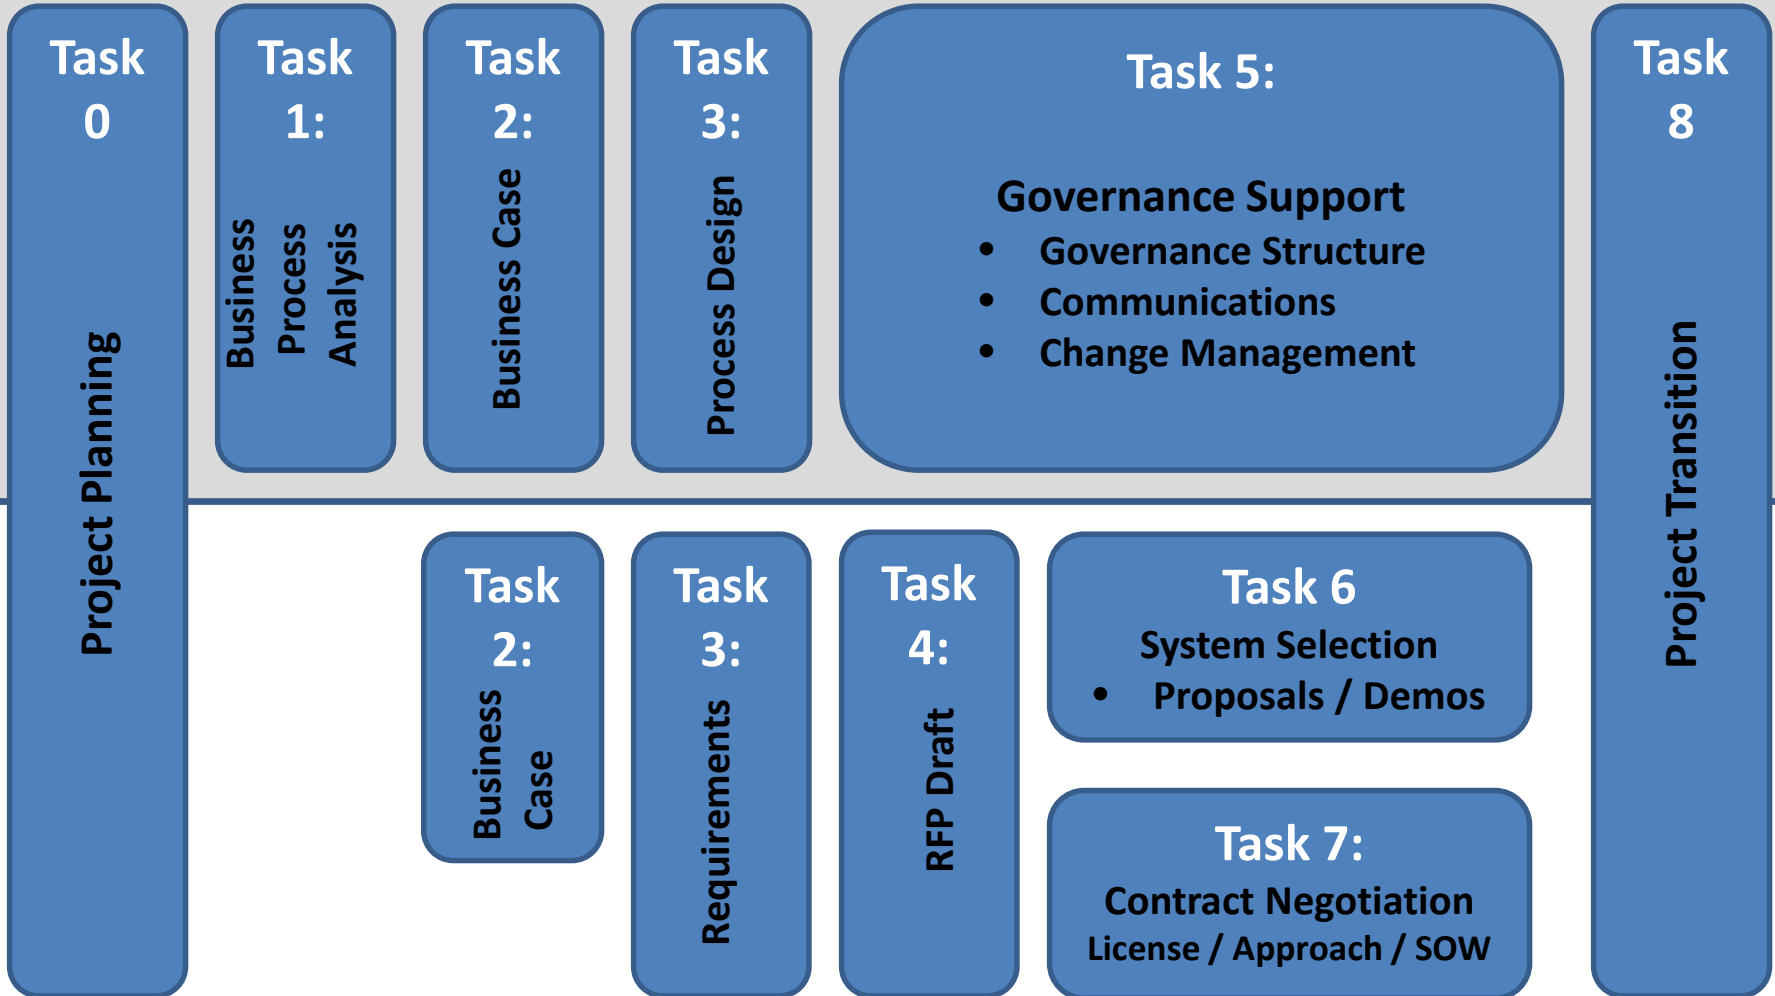 Task
0
Project Planning
Task
1:
Business
Process
Analysis
Task
2:
Business Case
Task
3:
Process Design
Task 5:
Governance Support
• Governance Structure
• Communications
• Change Management
Task
8
Project Transition
Task
2:
Business
Case
Task
3:
Requirements
Task
4:
RFP Draft
Task 6
System Selection
• Proposals / Demos
Task 7:
Contract Negotiation
License / Approach / SOW